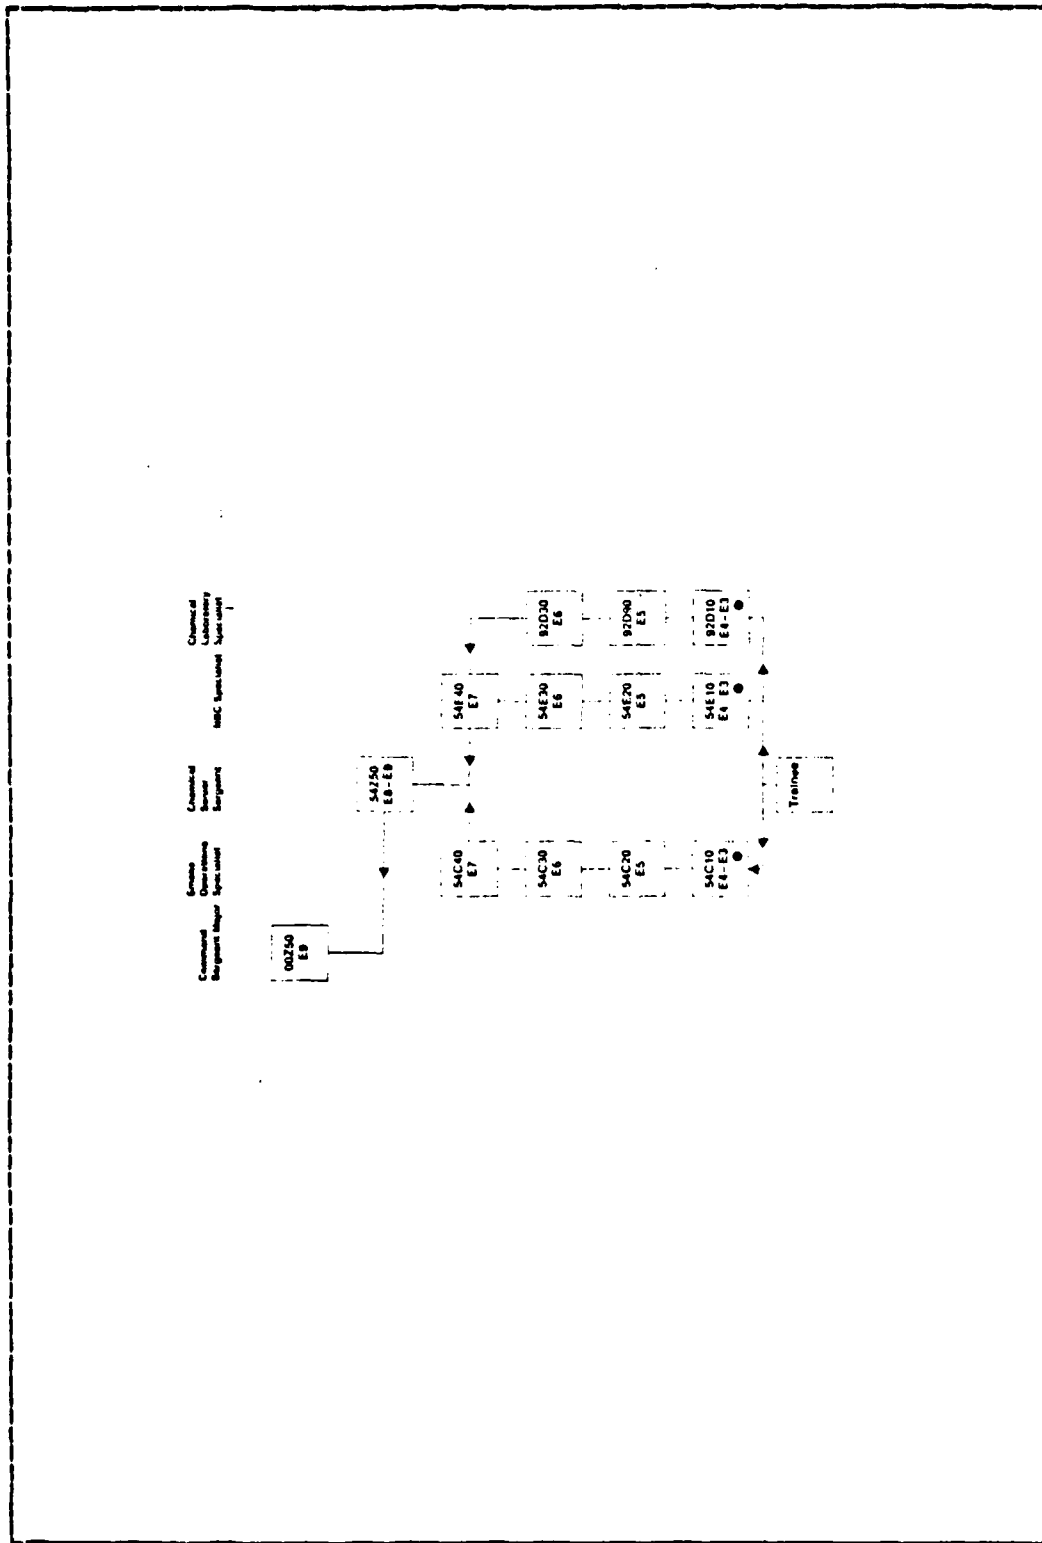 Command
Sergeant Major
Smoke
Operations
Specialist
Chemical
Senior
Sergeant
NBC Specialist
Chemical
Laboratory
Specialist
00Z50
E9
54Z50
E8-E9
54C40
E7
54E40
E7
54C30
E6
54E30
E6
92D30
E6
54C20
E5
54E20
E5
92D90
E5
54C10
E4-E3
54E10
E4 E3
92D10
E4-E3
Trainee